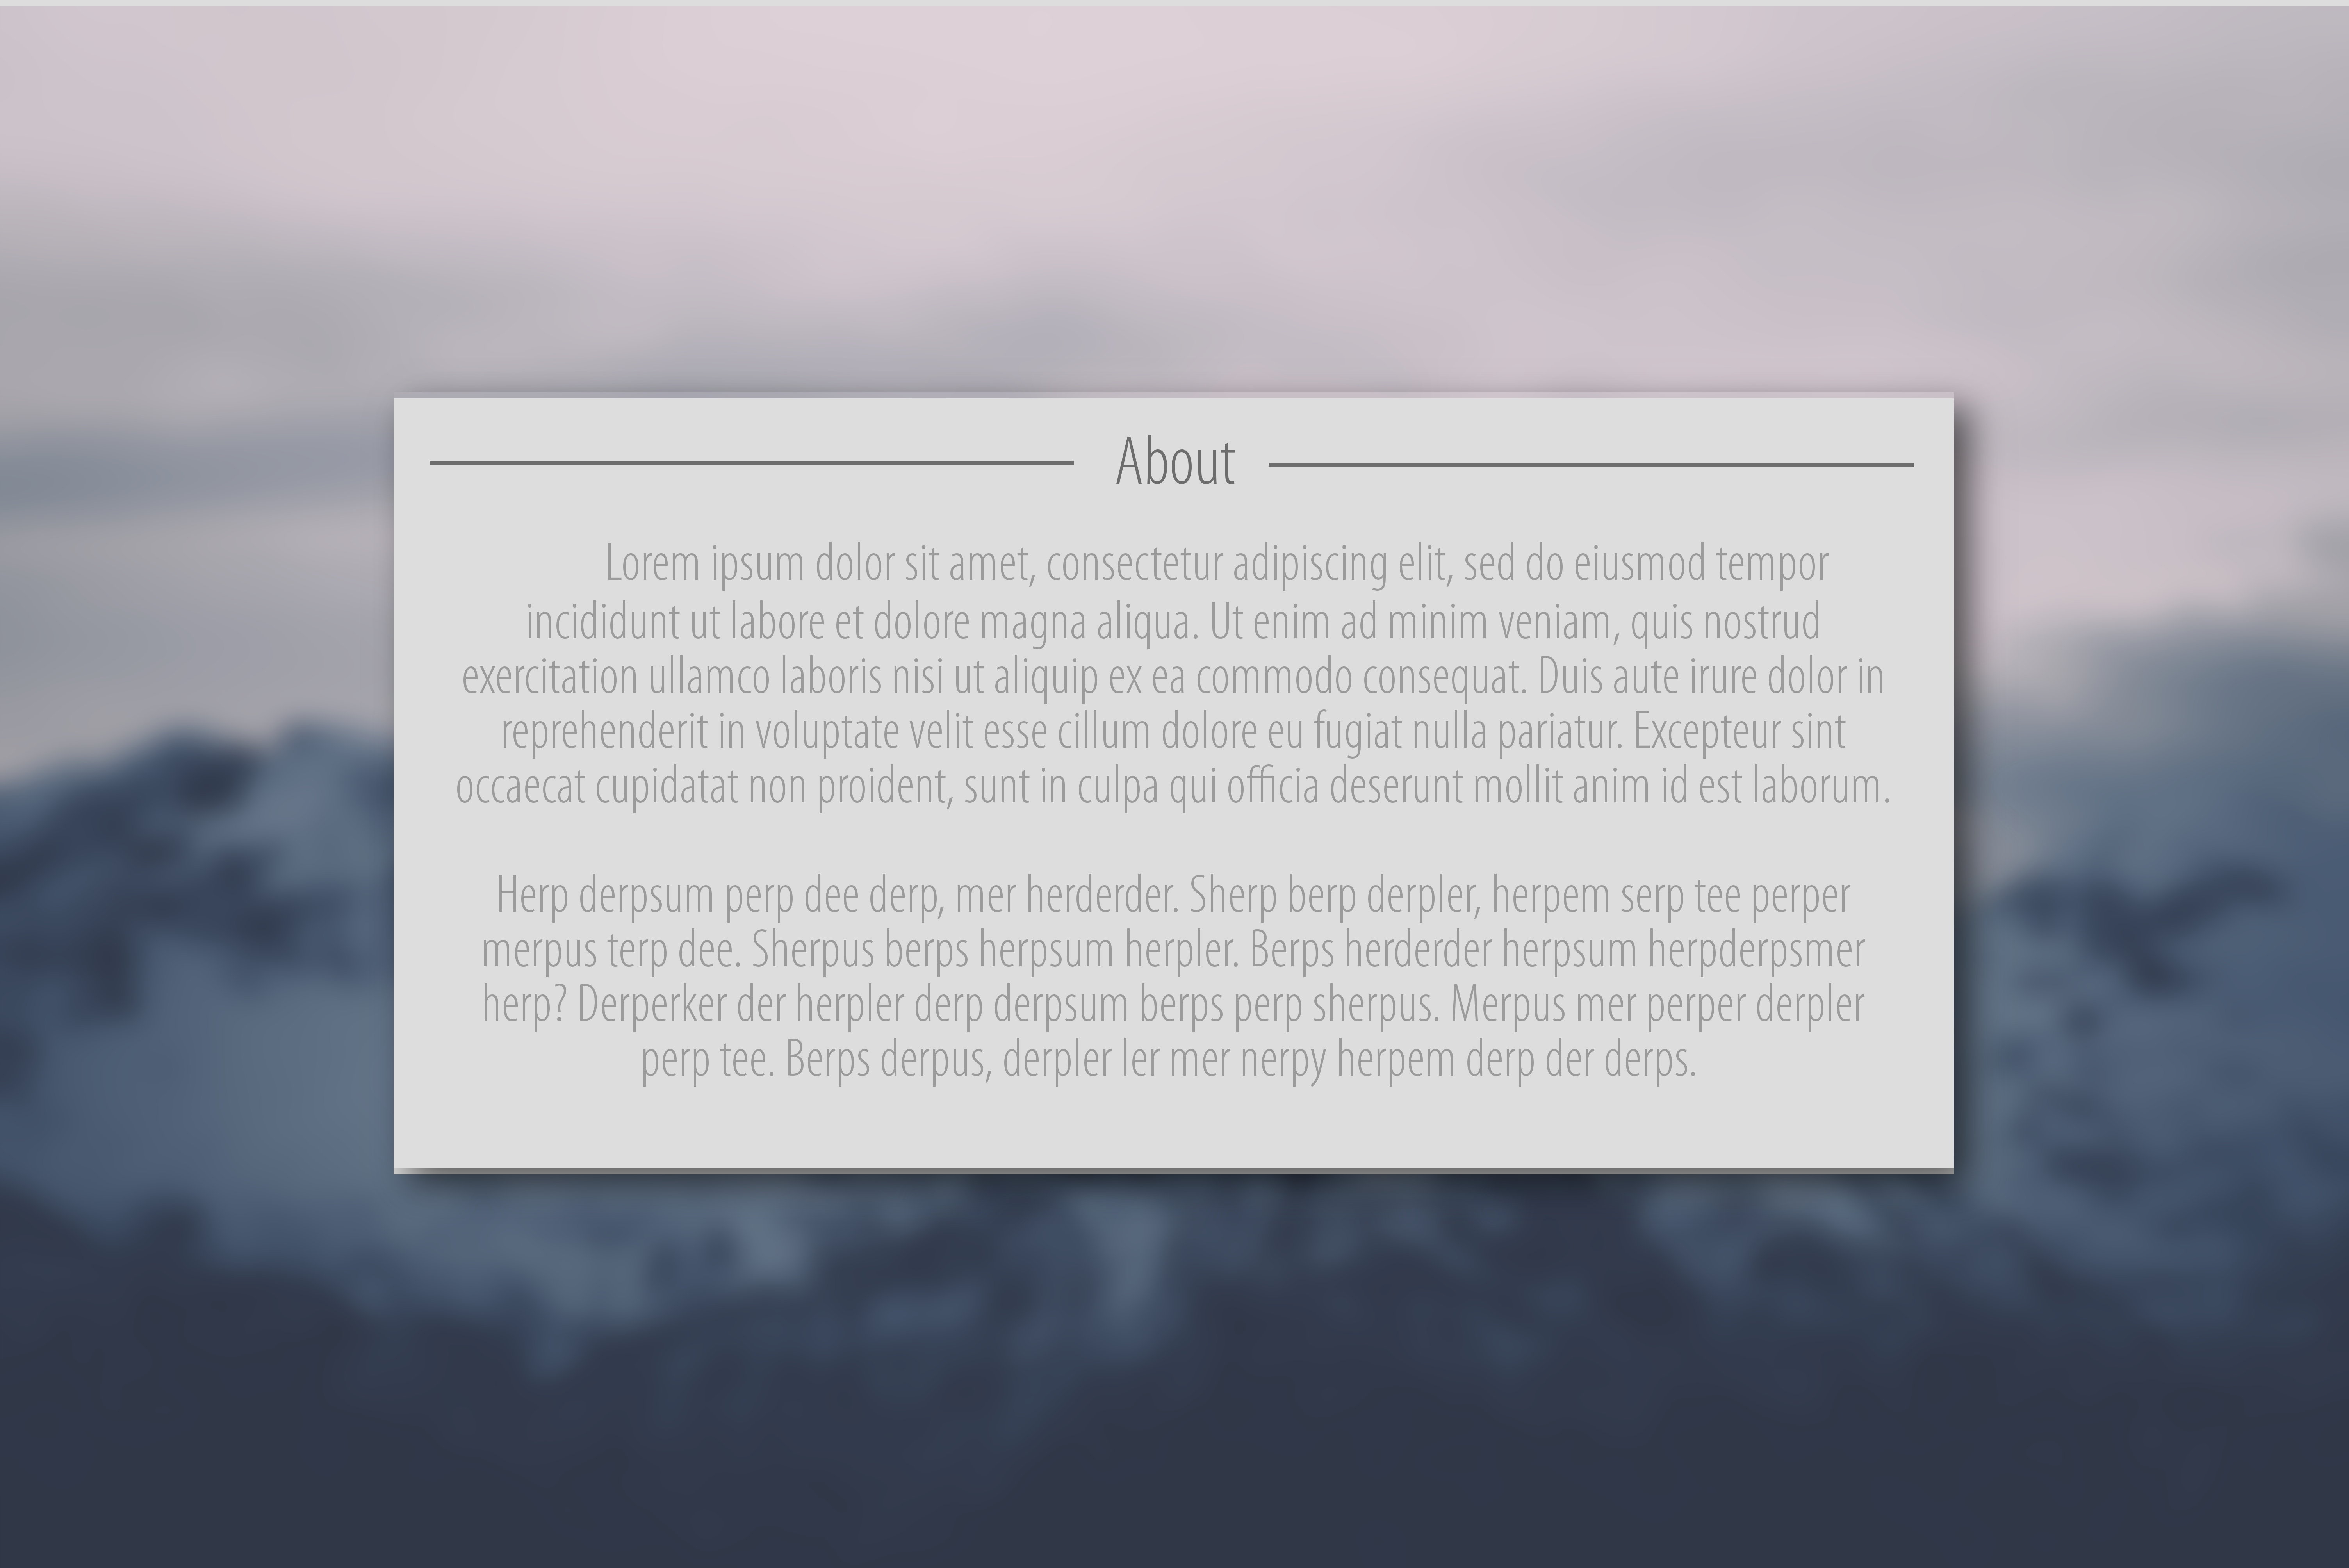 About
Lorem ipsum dolor sit amet, consectetur adipiscing elit, sed do eiusmod tempor
incididunt ut labore et dolore magna aliqua. Ut enim ad minim veniam, quis nostrud
exercitation ullamco laboris nisi ut aliquip ex ea commodo consequat. Duis aute irure dolor in
reprehenderit in voluptate velit esse cillum dolore eu fugiat nulla pariatur. Excepteur sint
occaecat cupidatat non proident, sunt in culpa qui officia deserunt mollit anim id est laborum.
Herp derpsum perp dee derp, mer herderder. Sherp berp derpler, herpem serp tee perper
merpus terp dee. Sherpus berps herpsum herpler. Berps herderder herpsum herpderpsmer
herp? Derperker der herpler derp derpsum berps perp sherpus. Merpus mer perper derpler
perp tee. Berps derpus, derpler ler mer nerpy herpem derp der derps.